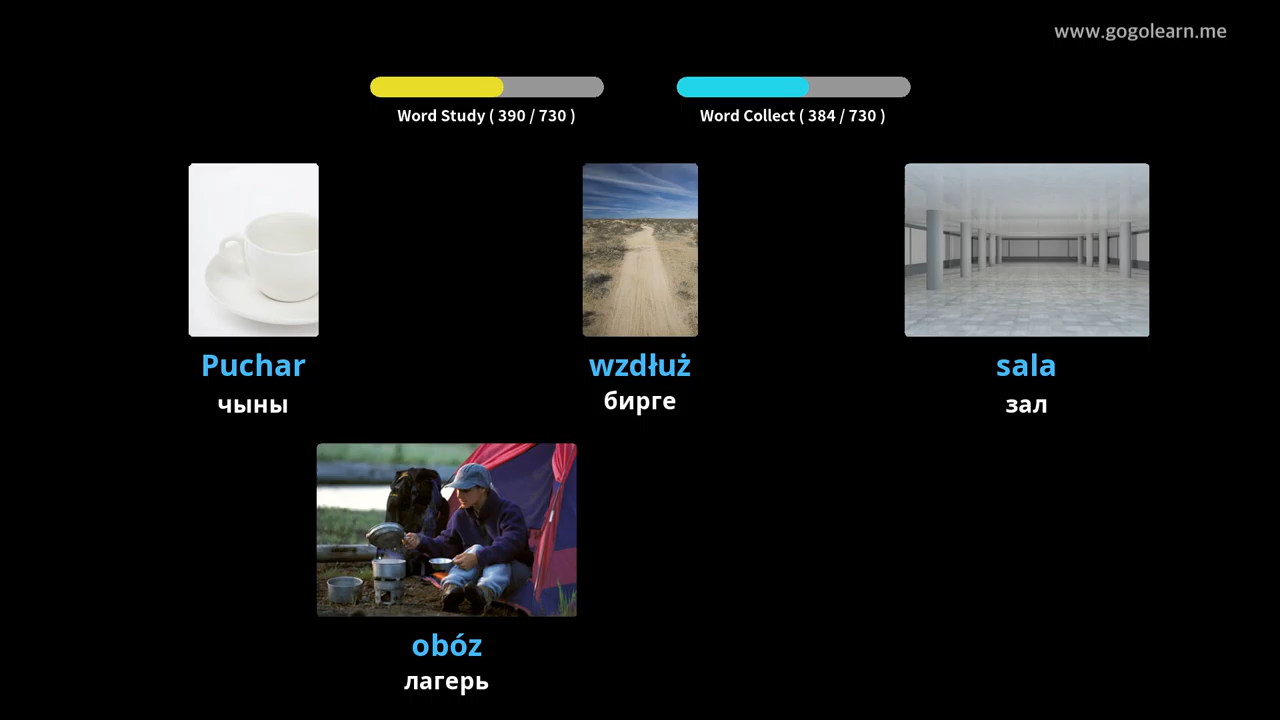 www.gogolearn.me
Word Study ( 390 / 730 )
Word Collect ( 384 / 730 )
Puchar
чыны
wzdłuż
бирге
sala
зал
obóz
лагерь